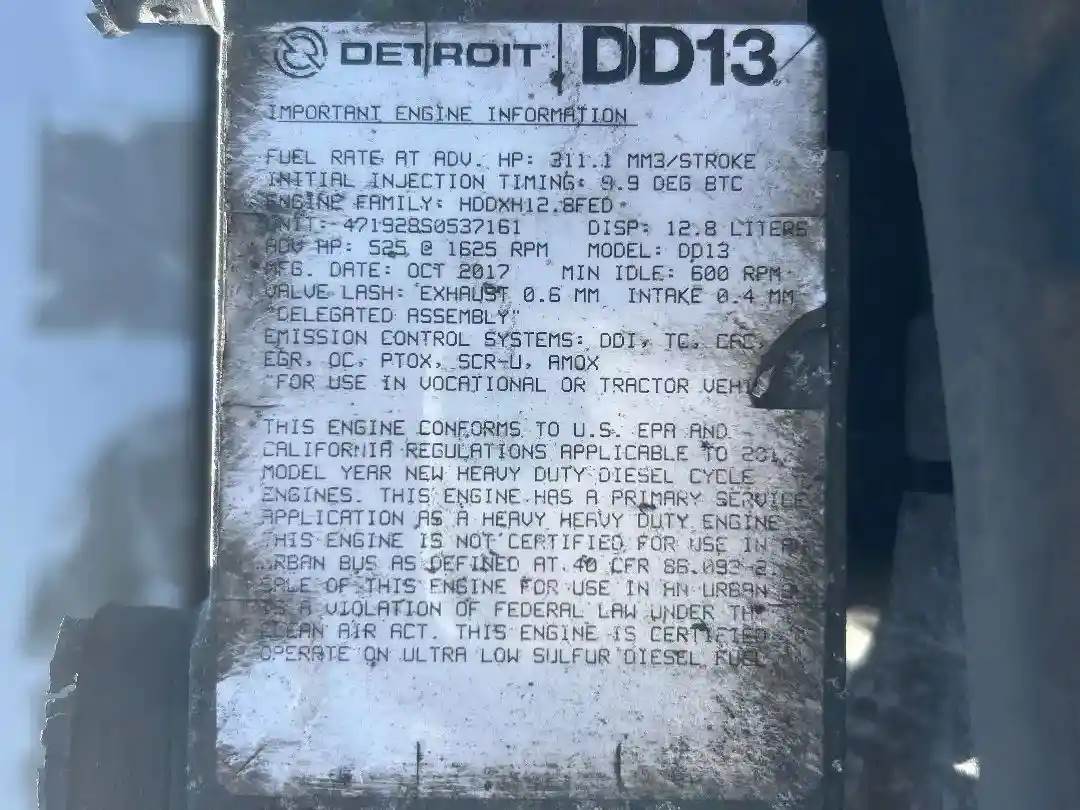 DETROIT DD13
IMPORTANT ENGINE INFORMATION
FUEL RATE AT ADV. HP: 311.1 MM3/STROKE
INITIAL INJECTION TIMING: 9.9 DEG BTC
ENGINE FAMILY: HDDXH12.8FED
UNIT: 471928S0537161 DISP: 12.8 LITERS
ADV HP: 525 @ 1625 RPM MODEL: DD13
MFG. DATE: OCT 2017 MIN IDLE: 600 RPM
VALVE LASH: EXHAUST 0.6 MM INTAKE 0.4 MM
"DELEGATED ASSEMBLY"
EMISSION CONTROL SYSTEMS: DDI, TC, CAC,
EGR, OC, PTOX, SCR-U, AMOX
"FOR USE IN VOCATIONAL OR TRACTOR
THIS ENGINE CONFORMS TO U.S. EPA AND
CALIFORNIA REGULATIONS APPLICABLE TO
MODEL YEAR NEW HEAVY DUTY DIESEL CYCLE
ENGINES. THIS ENGINE HAS A PRIMARY SERVICE
APPLICATION AS A HEAVY HEAVY DUTY ENGINE
THIS ENGINE IS NOT CERTIFIED FOR USE IN
URBAN BUS AS DEFINED AT 40 CFR
SALE OF THIS ENGINE FOR USE IN AN URBAN
IS A VIOLATION OF FEDERAL LAW UNDER THE
CLEAN AIR ACT. THIS ENGINE IS CERTIFIED
OPERATE ON ULTRA LOW SULFUR DIESEL FUEL